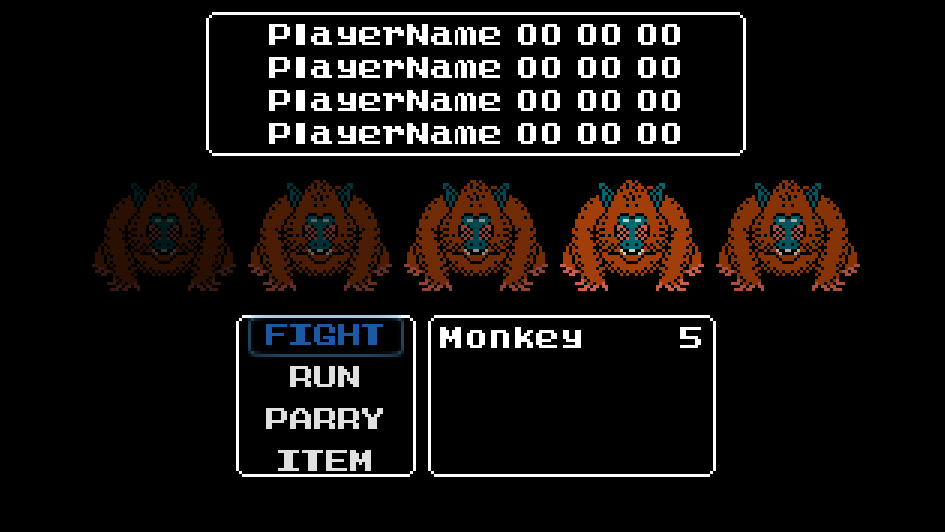 PlayerName 00 00 00
PlayerName 00 00 00
PlayerName 00 00 00
PlayerName 00 00 00
FIGHT
RUN
PARRY
ITEM
Monkey 5